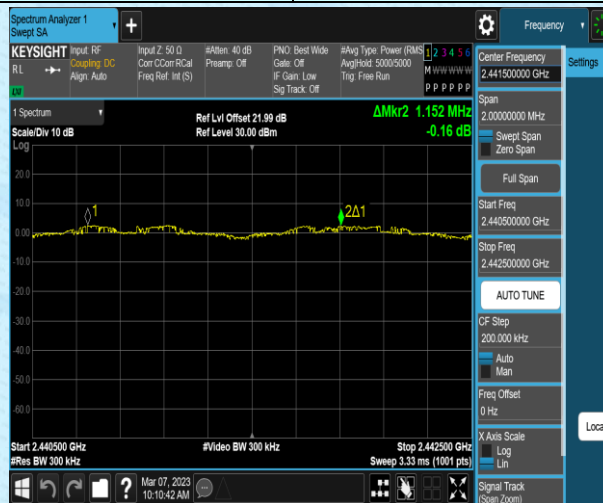 Spectrum Analyzer 1
Swept SA
+
Frequency
KEYSIGHT
RL
Input: RF
Coupling: DC
Align: Auto
Input Z: 50 Ω
Corr CCorr RCal
Freq Ref: Int (S)
#Atten: 40 dB
Preamp: Off
PNO: Best Wide
Gate: Off
IF Gain: Low
Sig Track: Off
#Avg Type: Power (RMS
Avg|Hold: 5000/5000
Trig: Free Run
1 2 3 4 5 6
M W W W W W
P P P P P P
1 Spectrum
Scale/Div 10 dB
Log
Ref Lvl Offset 21.99 dB
Ref Level 30.00 dBm
ΔMkr2 1.152 MHz
-0.16 dB
20.0
10.0
0.00
-10.0
-20.0
-30.0
-40.0
-50.0
-60.0
1
2Δ1
Start 2.440500 GHz
#Res BW 300 kHz
#Video BW 300 kHz
Stop 2.442500 GHz
Sweep 3.33 ms (1001 pts)
?
Mar 07, 2023
10:10:42 AM
Center Frequency
2.441500000 GHz
Span
2.00000000 MHz
Swept Span
Zero Span
Full Span
Start Freq
2.440500000 GHz
Stop Freq
2.442500000 GHz
AUTO TUNE
CF Step
200.000 kHz
Auto
Man
Freq Offset
0 Hz
X Axis Scale
Log
Lin
Signal Track
(Span Zoom)
Settings
Loca